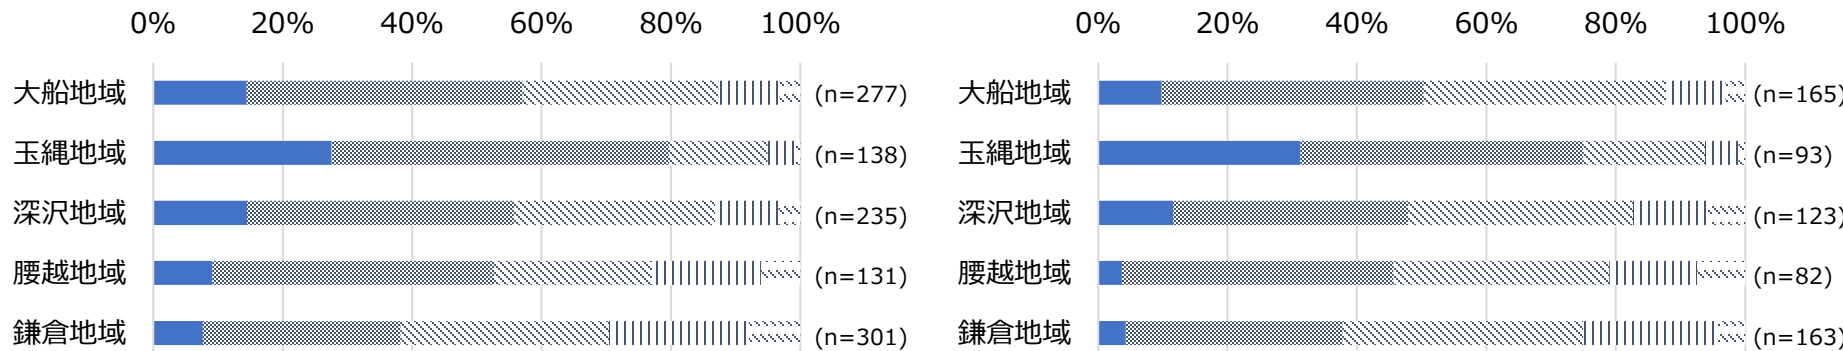 0% 20% 40% 60% 80% 100%
大船地域 (n=277)
玉縄地域 (n=138)
深沢地域 (n=235)
腰越地域 (n=131)
鎌倉地域 (n=301)
0% 20% 40% 60% 80% 100%
大船地域 (n=165)
玉縄地域 (n=93)
深沢地域 (n=123)
腰越地域 (n=82)
鎌倉地域 (n=163)